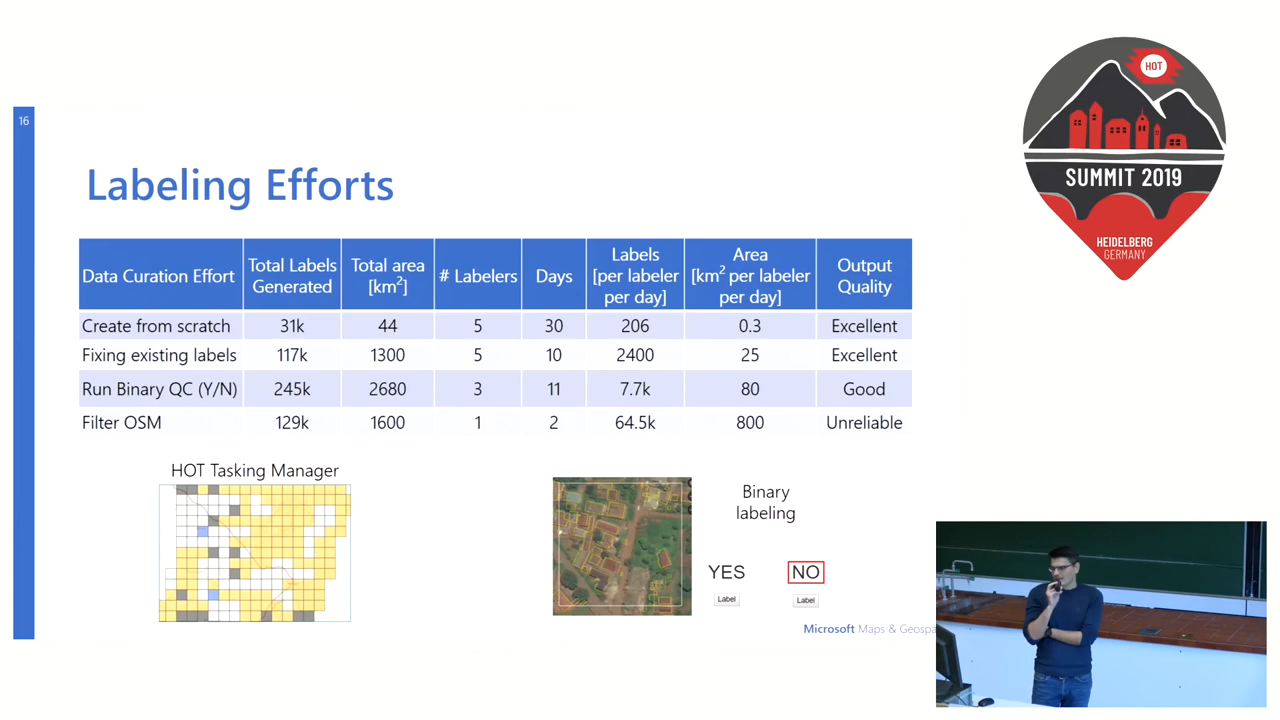 16
Labeling Efforts
Data Curation Effort
Total Labels
Generated
Total area
[km²]
# Labelers
Days
Labels
[per labeler
per day]
Area
[km² per labeler
per day]
Output
Quality
Create from scratch 31k 44 5 30 206 0.3 Excellent
Fixing existing labels 117k 1300 5 10 2400 25 Excellent
Run Binary QC (Y/N) 245k 2680 3 11 7.7k 80 Good
Filter OSM 129k 1600 1 2 64.5k 800 Unreliable
HOT Tasking Manager
Binary
labeling
YES NO
Label Label
Microsoft Maps & Geospa
HOT
SUMMIT 2019
HEIDELBERG
GERMANY